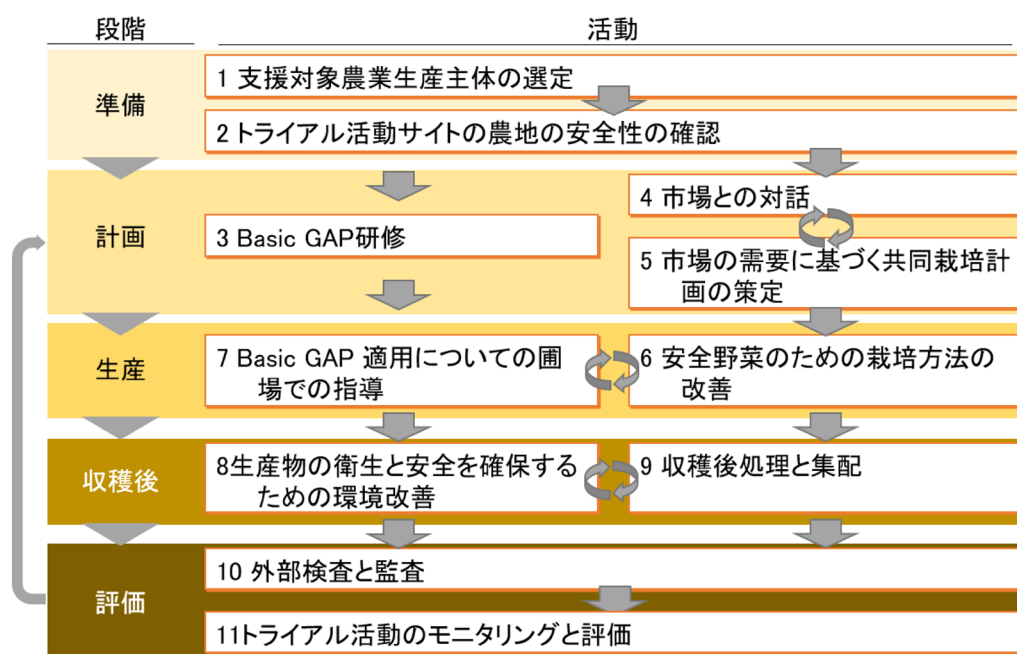 段階
活動
準備
1 支援対象農業生産主体の選定
2 トライアル活動サイトの農地の安全性の確認
計画
3 Basic GAP研修
4 市場との対話
5 市場の需要に基づく共同栽培計
画の策定
生産
7 Basic GAP 適用についての圃
場での指導
6 安全野菜のための栽培方法の
改善
収穫後
8生産物の衛生と安全を確保する
ための環境改善
9 収穫後処理と集配
評価
10 外部検査と監査
11トライアル活動のモニタリングと評価